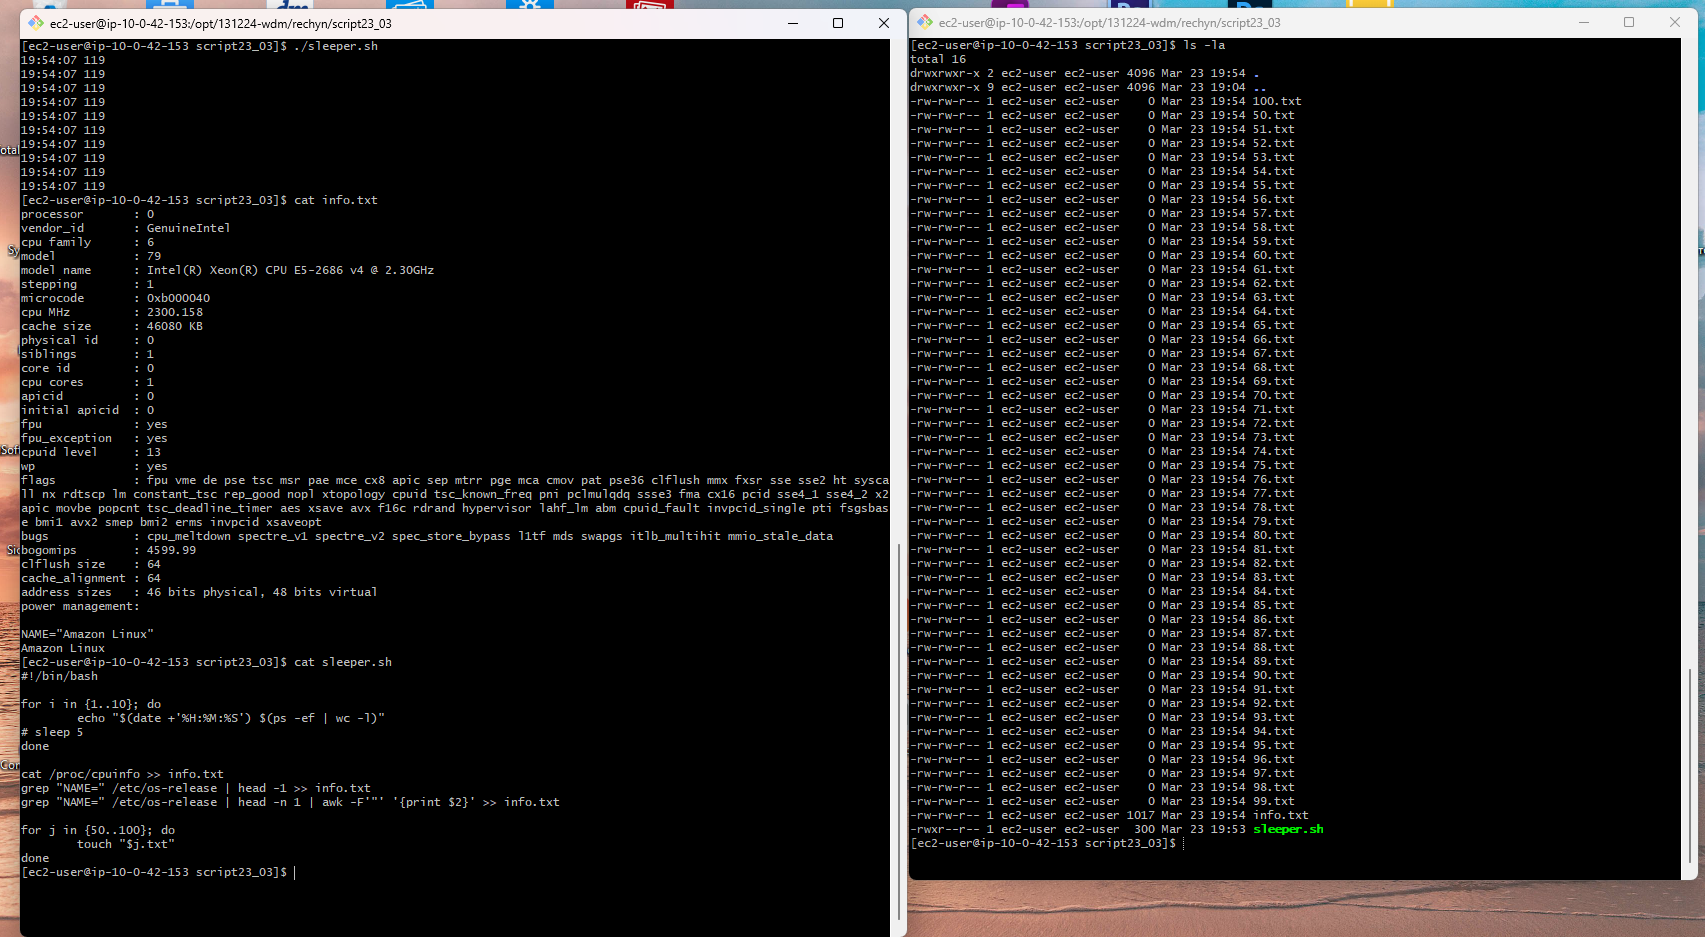 ec2-user@ip-10-0-42-153:/opt/131224-wdm/rechyn/script23_03
[ec2-user@ip-10-0-42-153 script23_03]$ ./sleeper.sh
19:54:07 119
19:54:07 119
19:54:07 119
19:54:07 119
19:54:07 119
19:54:07 119
19:54:07 119
19:54:07 119
19:54:07 119
19:54:07 119
[ec2-user@ip-10-0-42-153 script23_03]$ cat info.txt
processor       : 0
vendor_id       : GenuineIntel
cpu family      : 6
model           : 79
model name      : Intel(R) Xeon(R) CPU E5-2686 v4 @ 2.30GHz
stepping        : 1
microcode       : 0xb000040
cpu MHz         : 2300.158
cache size      : 46080 KB
physical id     : 0
siblings        : 1
core id         : 0
cpu cores       : 1
apicid          : 0
initial apicid  : 0
fpu             : yes
fpu_exception   : yes
cpuid level     : 13
wp              : yes
flags           : fpu vme de pse tsc msr pae mce cx8 apic sep mtrr pge mca cmov pat pse36 clflush mmx fxsr sse sse2 ht sysca
ll nx rdtscp lm constant_tsc rep_good nopl xtopology cpuid tsc_known_freq pni pclmulqdq ssse3 fma cx16 pcid sse4_1 sse4_2 x2
apic movbe popcnt tsc_deadline_timer aes xsave avx f16c rdrand hypervisor lahf_lm abm cpuid_fault invpcid_single pti fsgsbas
e bmi1 avx2 smep bmi2 erms invpcid xsaveopt
bugs            : cpu_meltdown spectre_v1 spectre_v2 spec_store_bypass l1tf mds swapgs itlb_multihit mmio_stale_data
bogomips        : 4599.99
clflush size    : 64
cache_alignment : 64
address sizes   : 46 bits physical, 48 bits virtual
power management:
NAME="Amazon Linux"
Amazon Linux
[ec2-user@ip-10-0-42-153 script23_03]$ cat sleeper.sh
#!/bin/bash
for i in {1..10}; do
        echo "$(date +'%H:%M:%S') $(ps -ef | wc -l)"
# sleep 5
done
cat /proc/cpuinfo >> info.txt
grep "NAME=" /etc/os-release | head -1 >> info.txt
grep "NAME=" /etc/os-release | head -n 1 | awk -F'"' '{print $2}' >> info.txt
for j in {50..100}; do
        touch "$j.txt"
done
[ec2-user@ip-10-0-42-153 script23_03]$
ec2-user@ip-10-0-42-153:/opt/131224-wdm/rechyn/script23_03
[ec2-user@ip-10-0-42-153 script23_03]$ ls -la
total 16
drwxrwxr-x 2 ec2-user ec2-user 4096 Mar 23 19:54 .
drwxrwxr-x 9 ec2-user ec2-user 4096 Mar 23 19:04 ..
-rw-rw-r-- 1 ec2-user ec2-user    0 Mar 23 19:54 100.txt
-rw-rw-r-- 1 ec2-user ec2-user    0 Mar 23 19:54 50.txt
-rw-rw-r-- 1 ec2-user ec2-user    0 Mar 23 19:54 51.txt
-rw-rw-r-- 1 ec2-user ec2-user    0 Mar 23 19:54 52.txt
-rw-rw-r-- 1 ec2-user ec2-user    0 Mar 23 19:54 53.txt
-rw-rw-r-- 1 ec2-user ec2-user    0 Mar 23 19:54 54.txt
-rw-rw-r-- 1 ec2-user ec2-user    0 Mar 23 19:54 55.txt
-rw-rw-r-- 1 ec2-user ec2-user    0 Mar 23 19:54 56.txt
-rw-rw-r-- 1 ec2-user ec2-user    0 Mar 23 19:54 57.txt
-rw-rw-r-- 1 ec2-user ec2-user    0 Mar 23 19:54 58.txt
-rw-rw-r-- 1 ec2-user ec2-user    0 Mar 23 19:54 59.txt
-rw-rw-r-- 1 ec2-user ec2-user    0 Mar 23 19:54 60.txt
-rw-rw-r-- 1 ec2-user ec2-user    0 Mar 23 19:54 61.txt
-rw-rw-r-- 1 ec2-user ec2-user    0 Mar 23 19:54 62.txt
-rw-rw-r-- 1 ec2-user ec2-user    0 Mar 23 19:54 63.txt
-rw-rw-r-- 1 ec2-user ec2-user    0 Mar 23 19:54 64.txt
-rw-rw-r-- 1 ec2-user ec2-user    0 Mar 23 19:54 65.txt
-rw-rw-r-- 1 ec2-user ec2-user    0 Mar 23 19:54 66.txt
-rw-rw-r-- 1 ec2-user ec2-user    0 Mar 23 19:54 67.txt
-rw-rw-r-- 1 ec2-user ec2-user    0 Mar 23 19:54 68.txt
-rw-rw-r-- 1 ec2-user ec2-user    0 Mar 23 19:54 69.txt
-rw-rw-r-- 1 ec2-user ec2-user    0 Mar 23 19:54 70.txt
-rw-rw-r-- 1 ec2-user ec2-user    0 Mar 23 19:54 71.txt
-rw-rw-r-- 1 ec2-user ec2-user    0 Mar 23 19:54 72.txt
-rw-rw-r-- 1 ec2-user ec2-user    0 Mar 23 19:54 73.txt
-rw-rw-r-- 1 ec2-user ec2-user    0 Mar 23 19:54 74.txt
-rw-rw-r-- 1 ec2-user ec2-user    0 Mar 23 19:54 75.txt
-rw-rw-r-- 1 ec2-user ec2-user    0 Mar 23 19:54 76.txt
-rw-rw-r-- 1 ec2-user ec2-user    0 Mar 23 19:54 77.txt
-rw-rw-r-- 1 ec2-user ec2-user    0 Mar 23 19:54 78.txt
-rw-rw-r-- 1 ec2-user ec2-user    0 Mar 23 19:54 79.txt
-rw-rw-r-- 1 ec2-user ec2-user    0 Mar 23 19:54 80.txt
-rw-rw-r-- 1 ec2-user ec2-user    0 Mar 23 19:54 81.txt
-rw-rw-r-- 1 ec2-user ec2-user    0 Mar 23 19:54 82.txt
-rw-rw-r-- 1 ec2-user ec2-user    0 Mar 23 19:54 83.txt
-rw-rw-r-- 1 ec2-user ec2-user    0 Mar 23 19:54 84.txt
-rw-rw-r-- 1 ec2-user ec2-user    0 Mar 23 19:54 85.txt
-rw-rw-r-- 1 ec2-user ec2-user    0 Mar 23 19:54 86.txt
-rw-rw-r-- 1 ec2-user ec2-user    0 Mar 23 19:54 87.txt
-rw-rw-r-- 1 ec2-user ec2-user    0 Mar 23 19:54 88.txt
-rw-rw-r-- 1 ec2-user ec2-user    0 Mar 23 19:54 89.txt
-rw-rw-r-- 1 ec2-user ec2-user    0 Mar 23 19:54 90.txt
-rw-rw-r-- 1 ec2-user ec2-user    0 Mar 23 19:54 91.txt
-rw-rw-r-- 1 ec2-user ec2-user    0 Mar 23 19:54 92.txt
-rw-rw-r-- 1 ec2-user ec2-user    0 Mar 23 19:54 93.txt
-rw-rw-r-- 1 ec2-user ec2-user    0 Mar 23 19:54 94.txt
-rw-rw-r-- 1 ec2-user ec2-user    0 Mar 23 19:54 95.txt
-rw-rw-r-- 1 ec2-user ec2-user    0 Mar 23 19:54 96.txt
-rw-rw-r-- 1 ec2-user ec2-user    0 Mar 23 19:54 97.txt
-rw-rw-r-- 1 ec2-user ec2-user    0 Mar 23 19:54 98.txt
-rw-rw-r-- 1 ec2-user ec2-user    0 Mar 23 19:54 99.txt
-rw-rw-r-- 1 ec2-user ec2-user 1017 Mar 23 19:54 info.txt
-rwxr--r-- 1 ec2-user ec2-user  300 Mar 23 19:53 sleeper.sh
[ec2-user@ip-10-0-42-153 script23_03]$